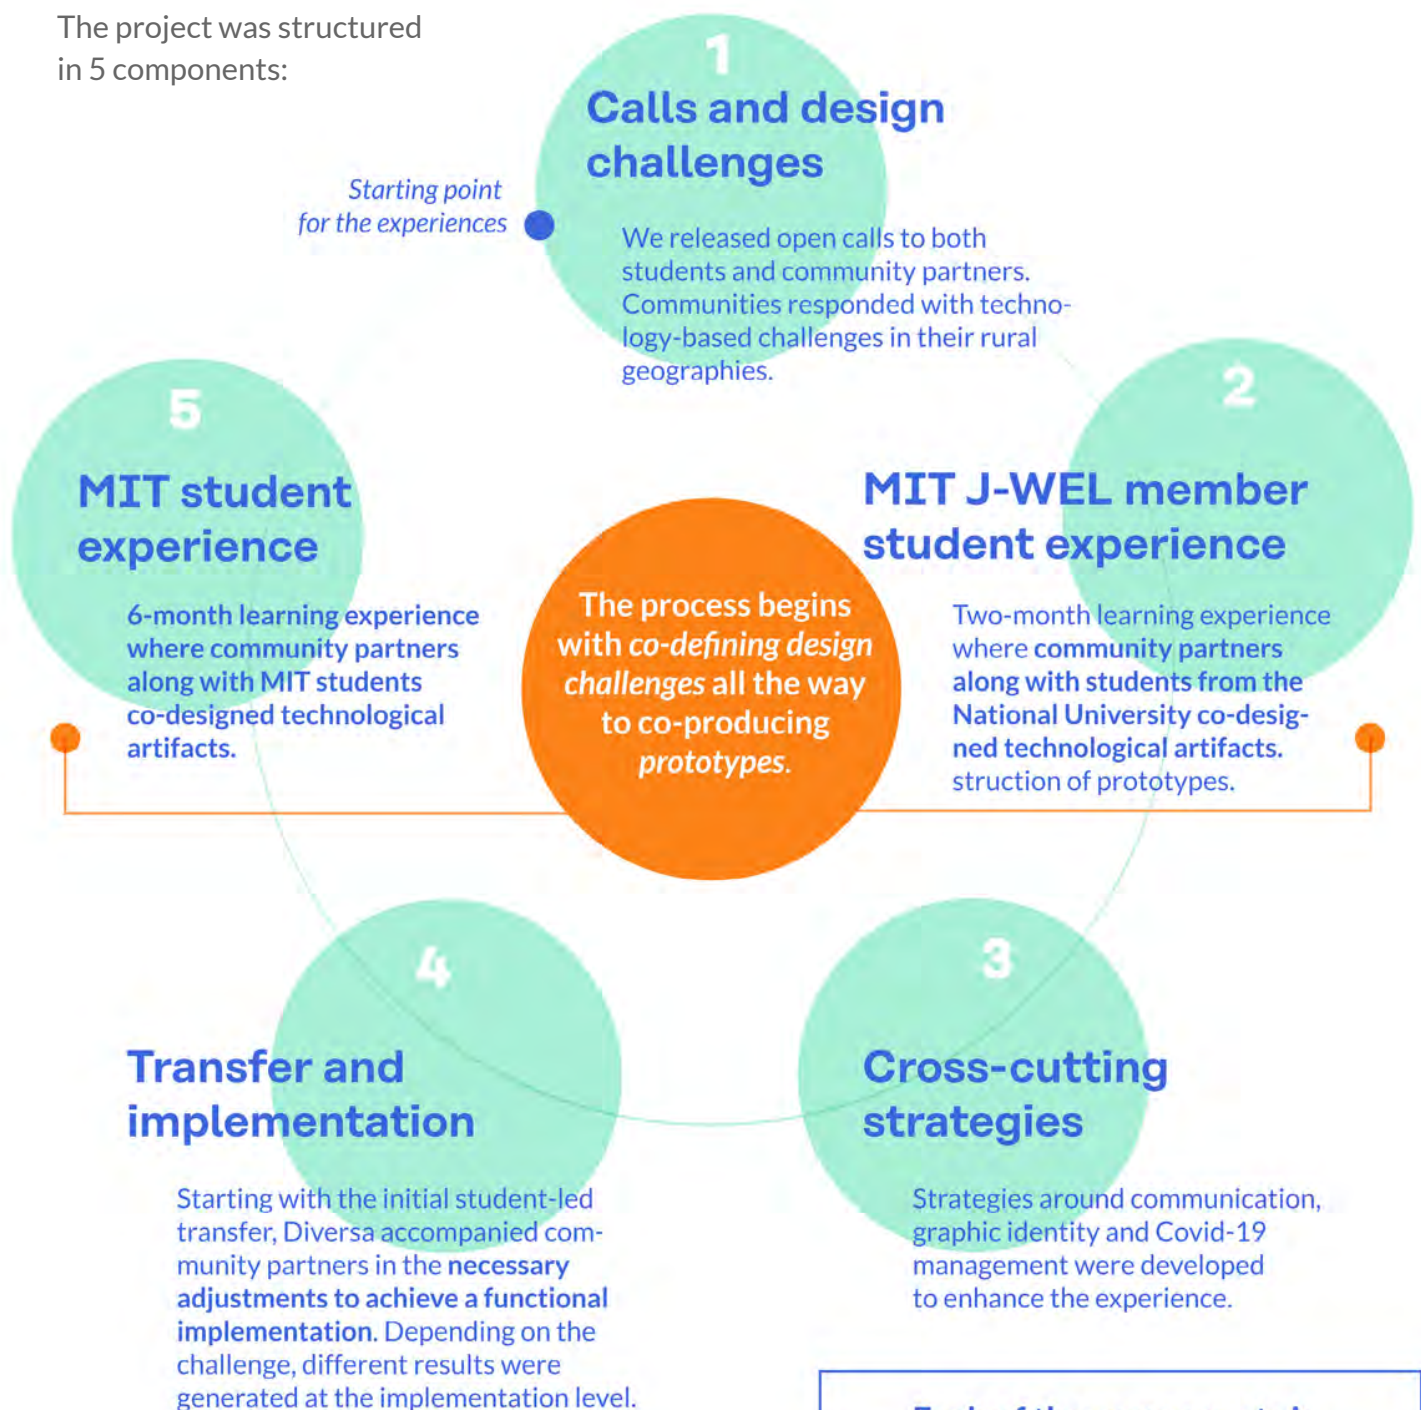 The project was structured
in 5 components:
1
Calls and design
challenges
Starting point
for the experiences
We released open calls to both
students and community partners.
Communities responded with techno-
logy-based challenges in their rural
geographies.
2
MIT J-WEL member
student experience
Two-month learning experience
where community partners
along with students from the
National University co-desig-
ned technological artifacts.
struction of prototypes.
5
MIT student
experience
6-month learning experience
where community partners
along with MIT students
co-designed technological
artifacts.
The process begins
with co-defining design
challenges all the way
to co-producing
prototypes.
4
Transfer and
implementation
Starting with the initial student-led
transfer, Diversa accompanied com-
munity partners in the necessary
adjustments to achieve a functional
implementation. Depending on the
challenge, different results were
generated at the implementation level.
3
Cross-cutting
strategies
Strategies around communication,
graphic identity and Covid-19
management were developed
to enhance the experience.